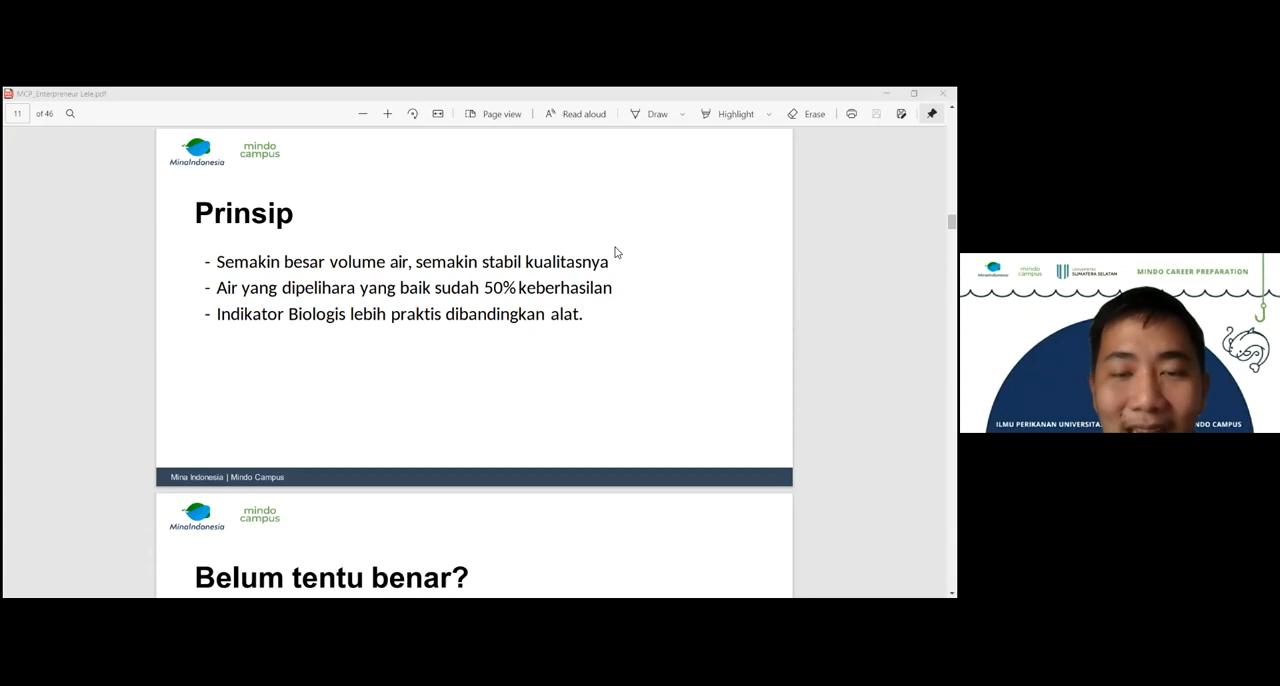 MCP_Enterpreneur Lele.pdf
11 of 46
Page view
Read aloud
Draw
Highlight
Erase
MinaIndonesia
mindo campus
Prinsip
- Semakin besar volume air, semakin stabil kualitasnya
- Air yang dipelihara yang baik sudah 50% keberhasilan
- Indikator Biologis lebih praktis dibandingkan alat.
Mina Indonesia | Mindo Campus
MinaIndonesia
mindo campus
Belum tentu benar?
MinaIndonesia
mindo campus
UNIVERSITAS
SUMATERA SELATAN
MINDO CAREER PREPARATION
ILMU PERIKANAN